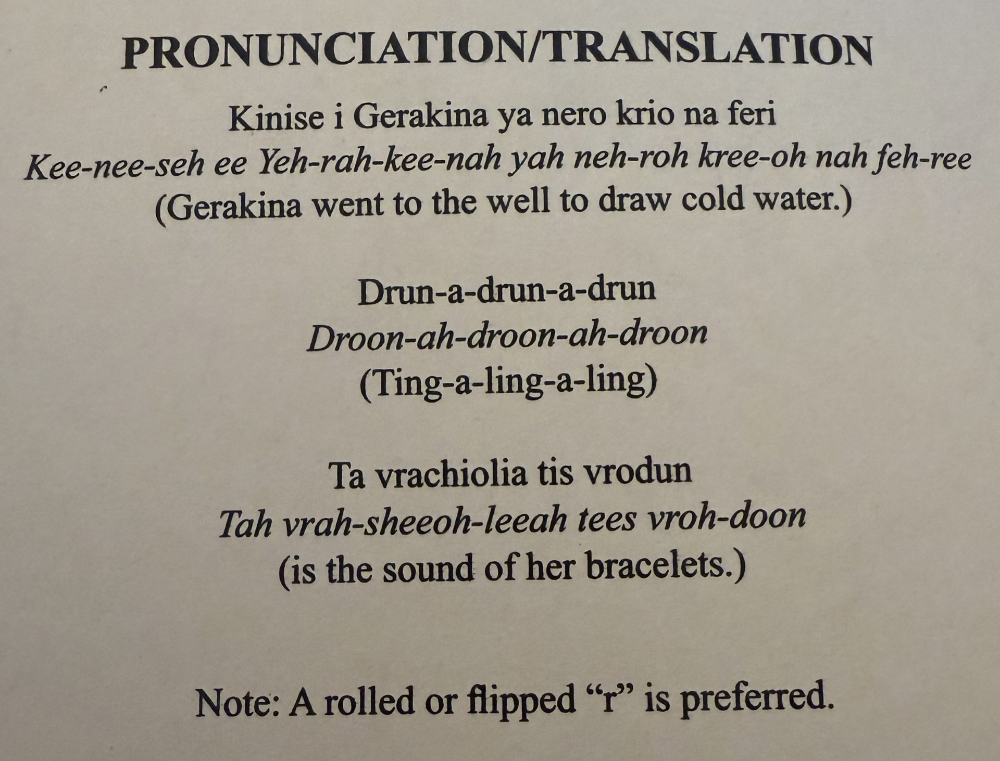 PRONUNCIATION/TRANSLATION
Kinise i Gerakina ya nero krio na feri
Kee-nee-seh ee Yeh-rah-kee-nah yah neh-roh kree-oh nah feh-ree
(Gerakina went to the well to draw cold water.)
Drun-a-drun-a-drun
Droon-ah-droon-ah-droon
(Ting-a-ling-a-ling)
Ta vrachiolia tis vrodun
Tah vrah-sheeoh-leeah tees vroh-doon
(is the sound of her bracelets.)
Note: A rolled or flipped “r” is preferred.